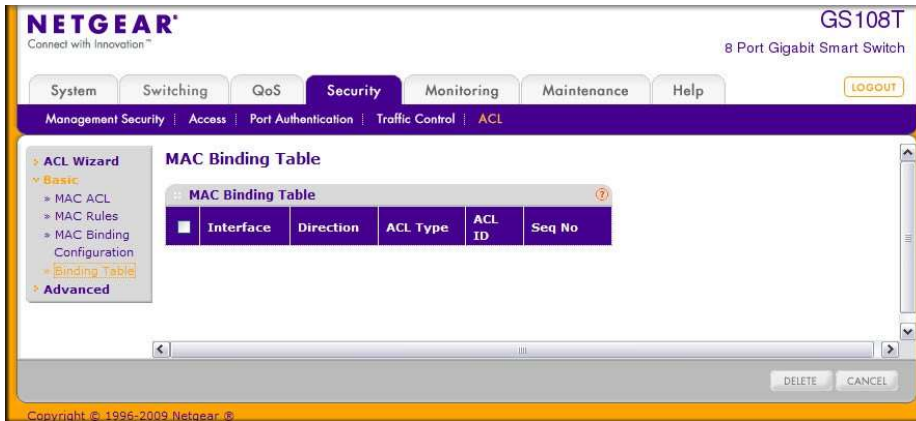 NETGEAR®
Connect with Innovation™
GS108T
8 Port Gigabit Smart Switch
System Switching QoS Security Monitoring Maintenance Help LOGOUT
Management Security | Access | Port Authentication | Traffic Control | ACL
ACL Wizard
Basic
» MAC ACL
» MAC Rules
» MAC Binding
Configuration
» Binding Table
Advanced
MAC Binding Table
MAC Binding Table ?
Interface Direction ACL Type ACL ID Seq No
DELETE CANCEL
Copyright © 1996-2009 Netgear ®